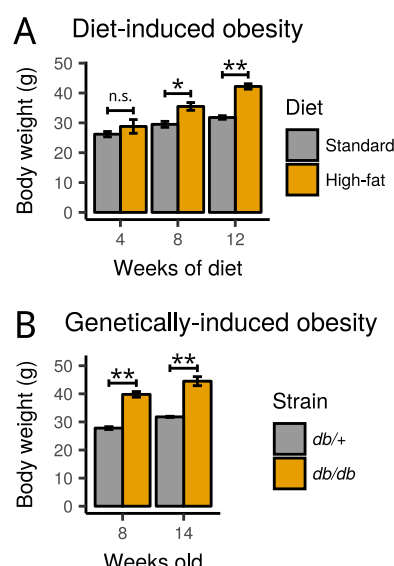 A Diet-induced obesity
Body weight (g)
50
40
30
20
10
0
n.s.
*
**
4 8 12
Weeks of diet
Diet
Standard
High-fat
B Genetically-induced obesity
Body weight (g)
50
40
30
20
10
0
**
**
8 14
Weeks old
Strain
db/+
db/db